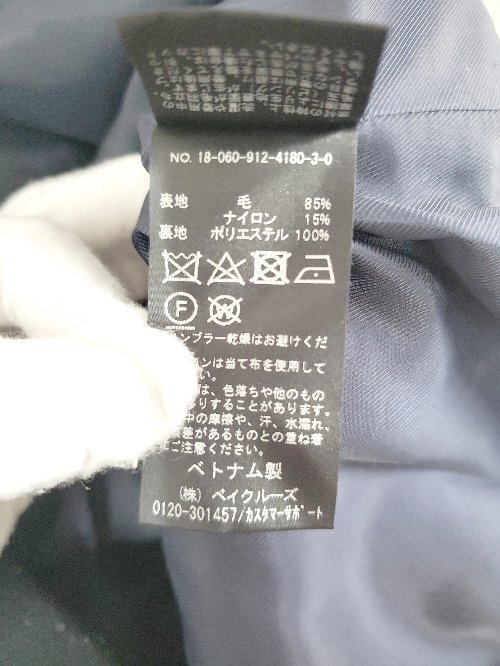 NO. 18-060-912-4180-3-0
表地 毛 85%
ナイロン 15%
裏地 ポリエステル 100%
F
W
ンブラー乾燥はお避けくだ
ンは当て布を使用して
い。
は、色落ちや他のもの
りすることがあります。
中の摩擦や、汗、水濡れ、
差があるものとの重ね着
ご注意ください。
ベトナム製
(株) ベイクルーズ
0120-301457/カスタマーサポート